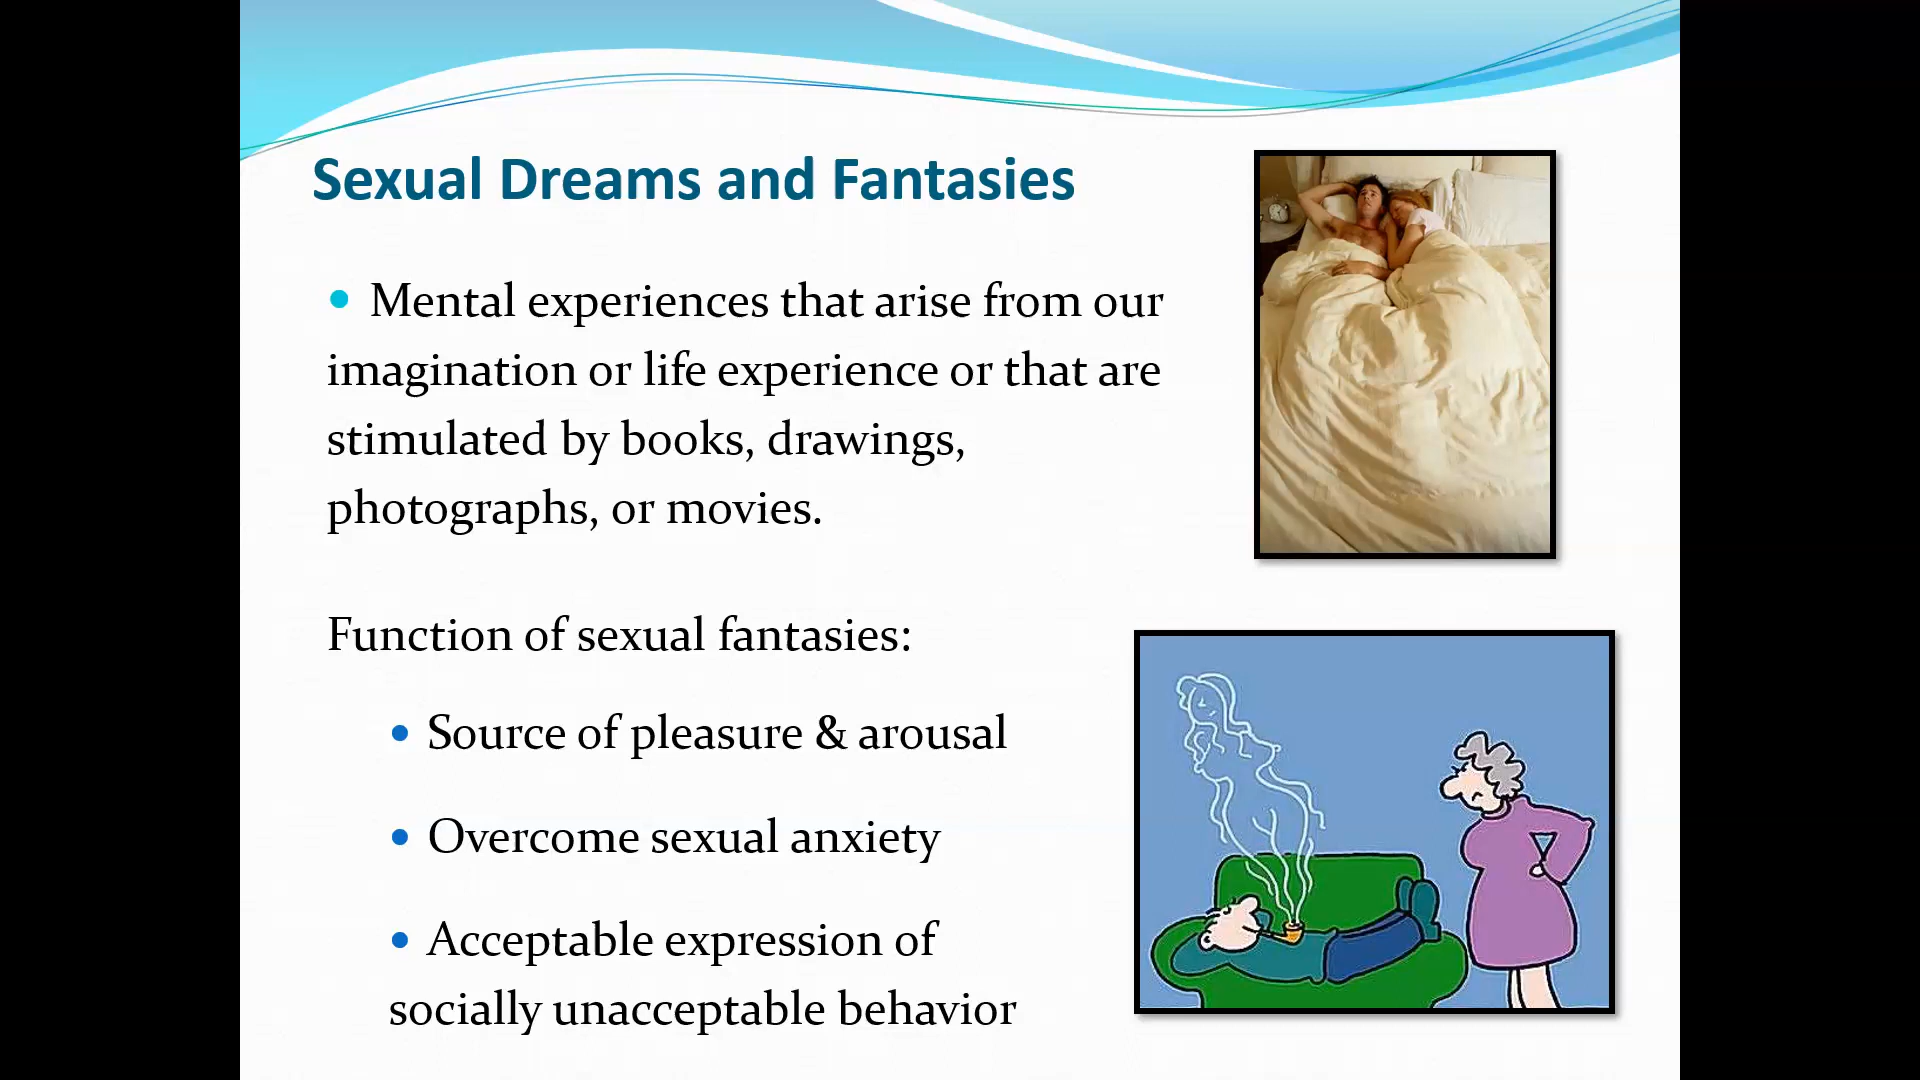 Sexual Dreams and Fantasies
• Mental experiences that arise from our
imagination or life experience or that are
stimulated by books, drawings,
photographs, or movies.
Function of sexual fantasies:
• Source of pleasure & arousal
• Overcome sexual anxiety
• Acceptable expression of
socially unacceptable behavior